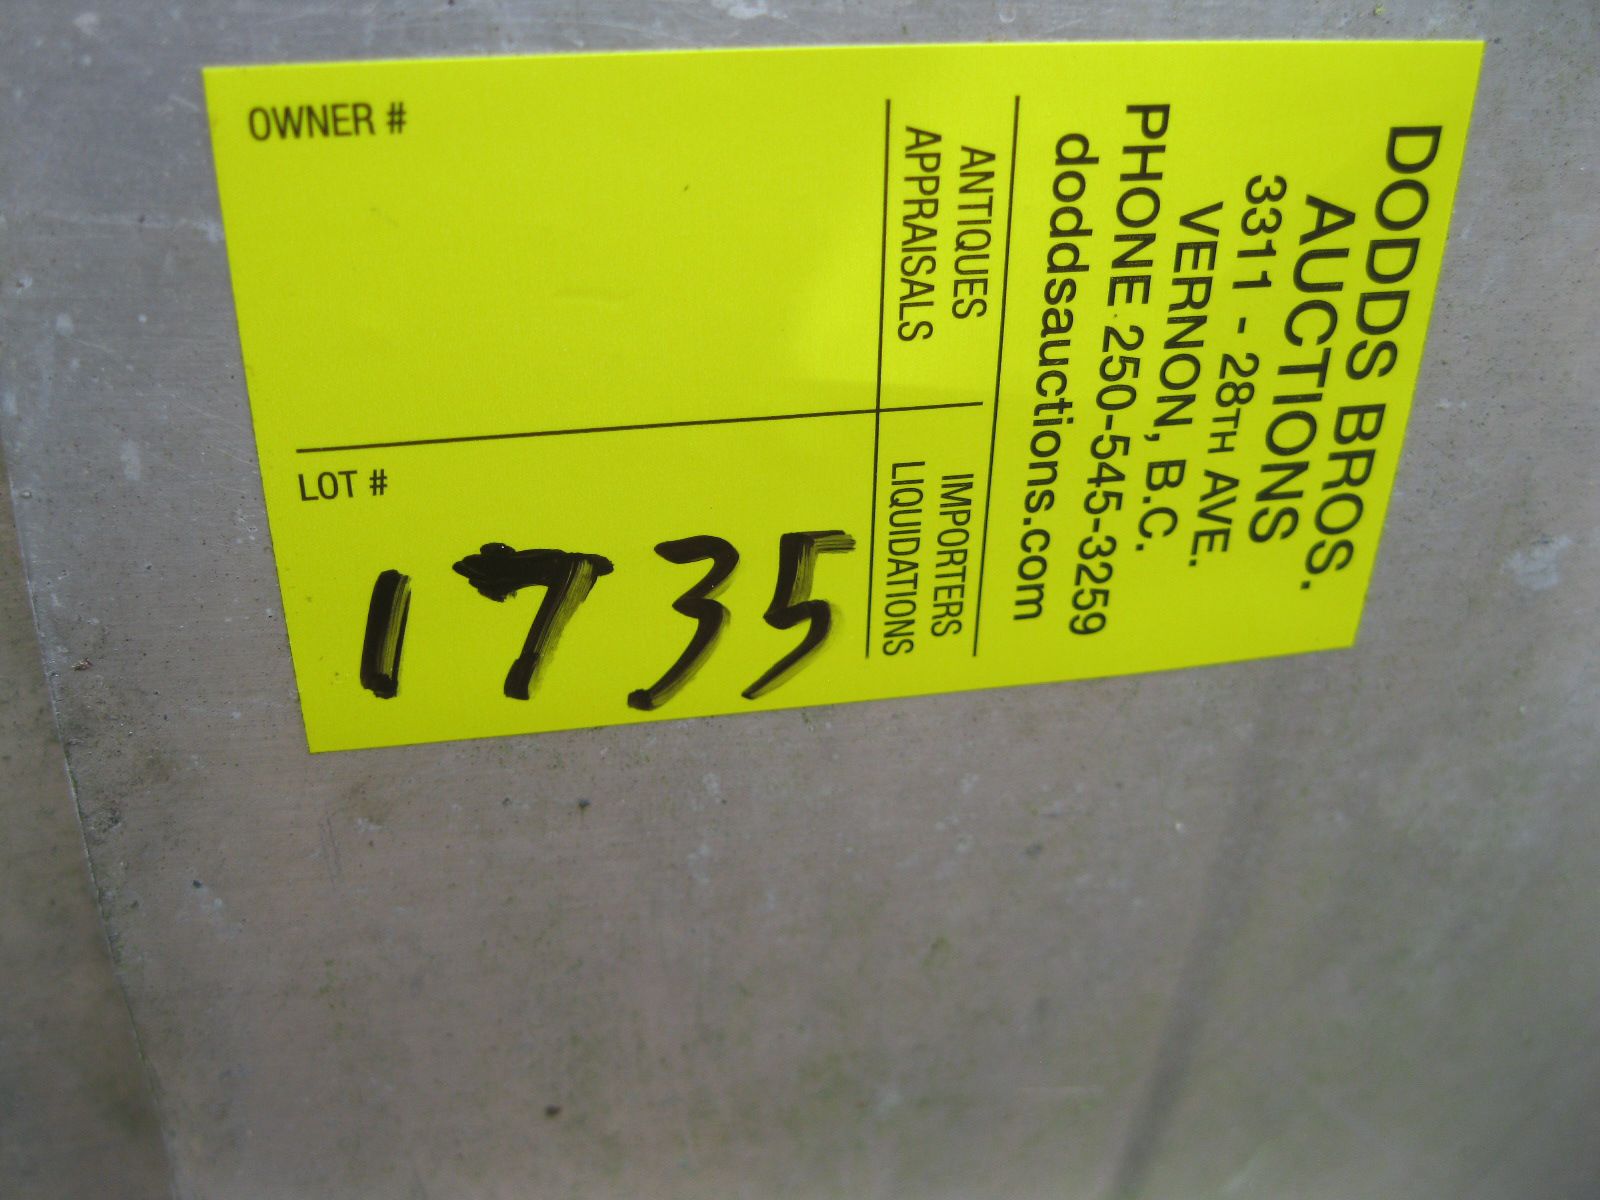 DODDS BROS.
AUCTIONS
3311 - 28TH AVE.
VERNON, B.C.
PHONE 250-545-3259
doddsauctions.com
ANTIQUES
APPRAISALS
IMPORTERS
LIQUIDATIONS
OWNER #
LOT #
1735